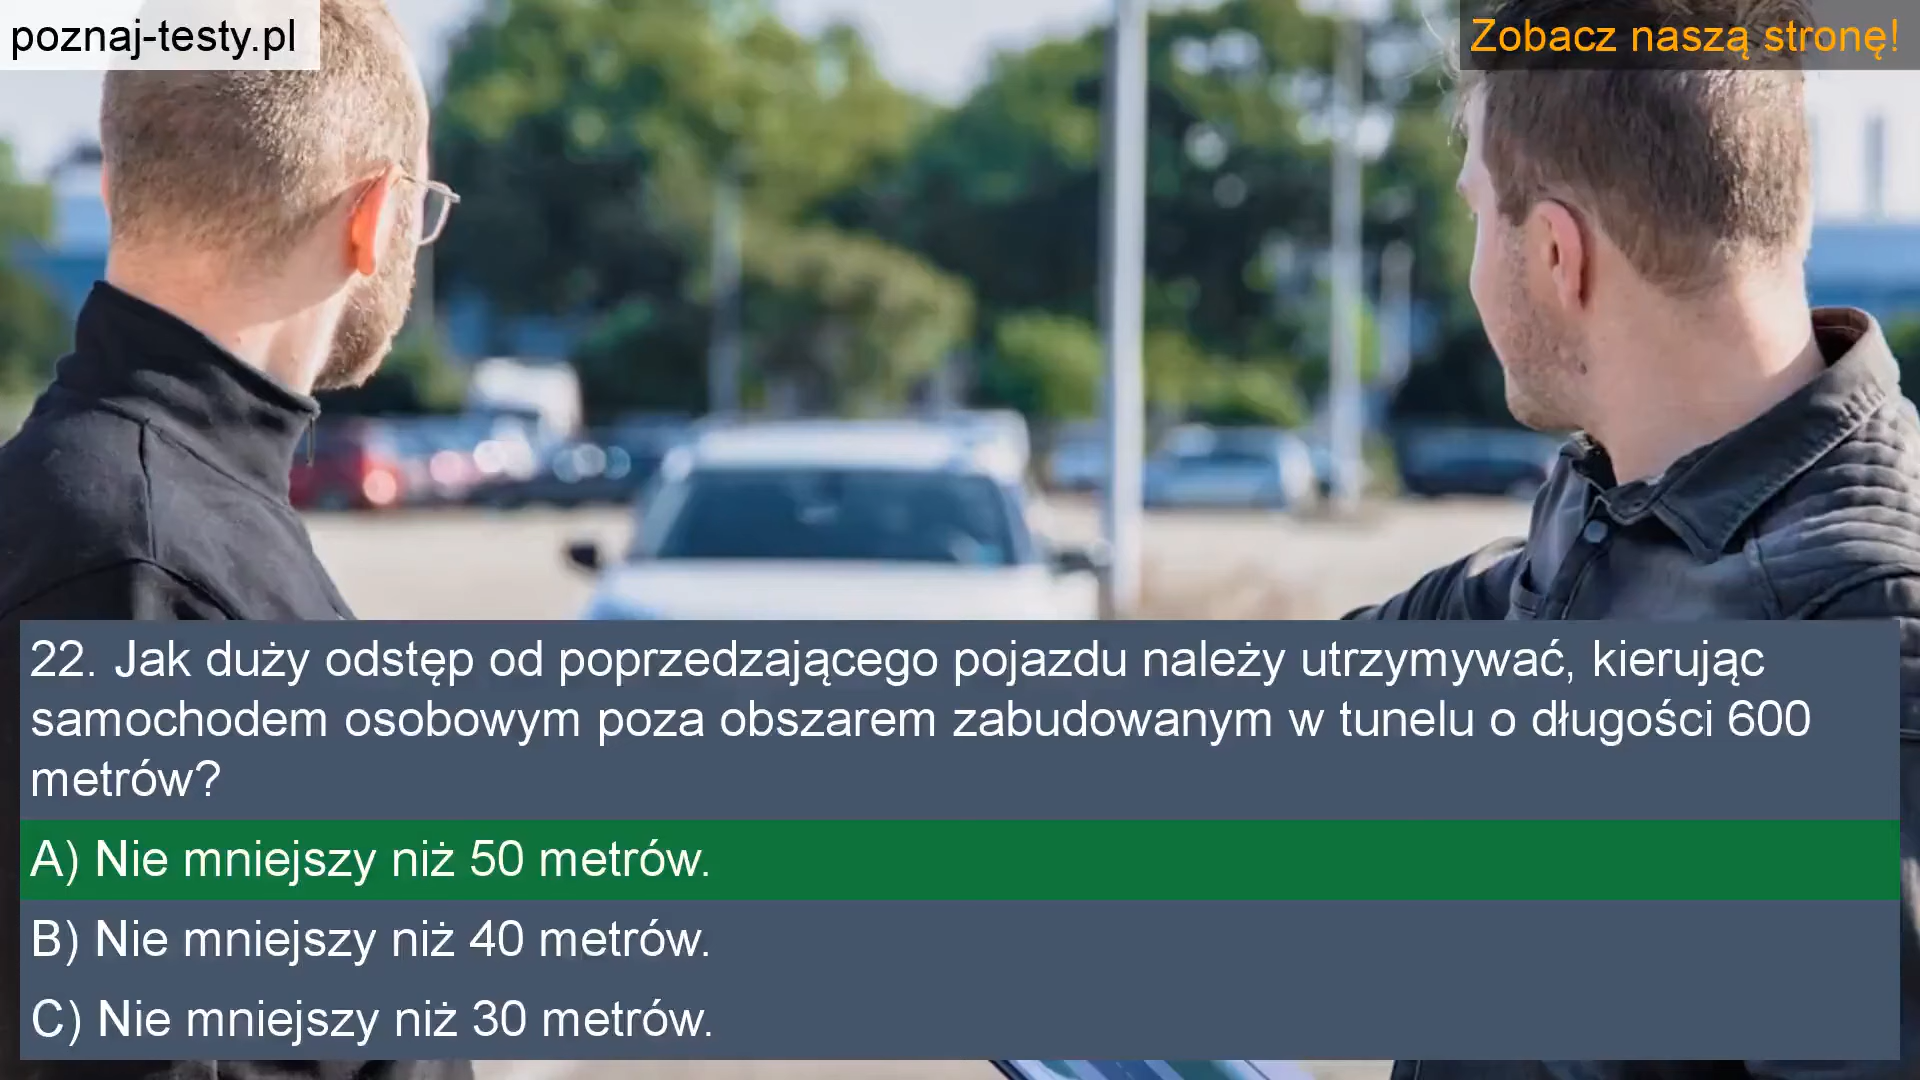 poznaj-testy.pl
Zobacz naszą stronę!
22. Jak duży odstęp od poprzedzającego pojazdu należy utrzymywać, kierując
samochodem osobowym poza obszarem zabudowanym w tunelu o długości 600
metrów?
A) Nie mniejszy niż 50 metrów.
B) Nie mniejszy niż 40 metrów.
C) Nie mniejszy niż 30 metrów.